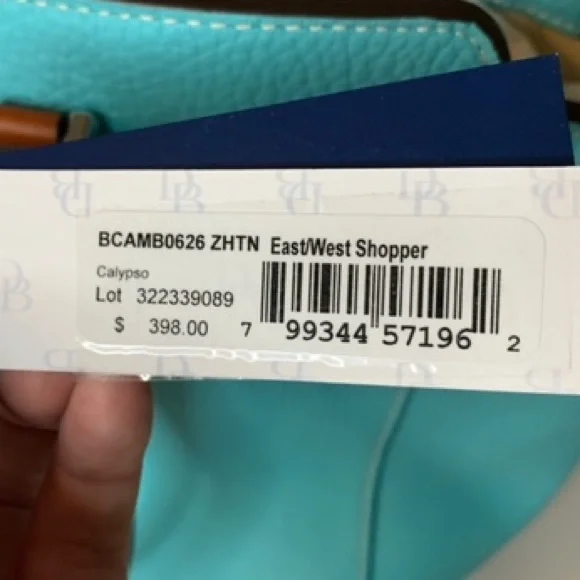 BCAMB0626 ZHTN East/West Shopper
Calypso
Lot 322339089
$ 398.00
7 99344 57196 2